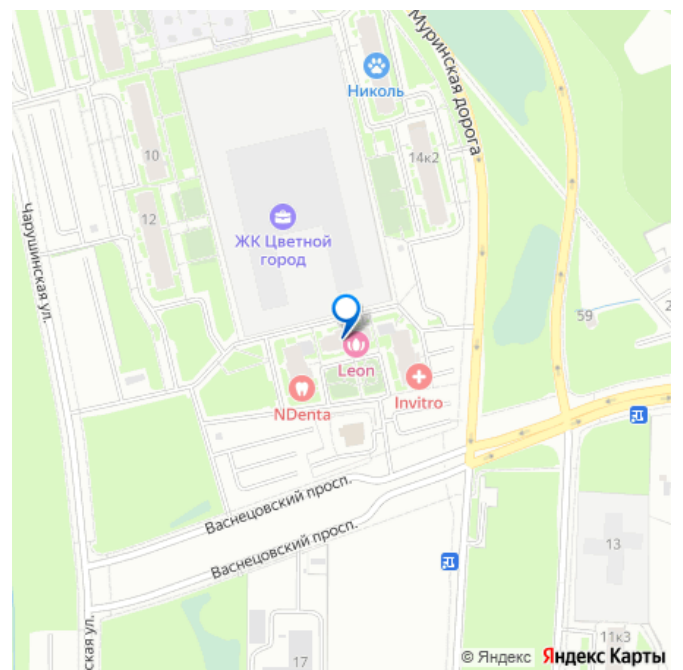 Муринская дорога
Николь
10
14к2
12
Чарушинская ул.
ЖК Цветной
город
59
2
Leon
Invitro
NDenta
Васнецовский просп.
Васнецовский просп.
13
11к3
17
ская ул.
© Яндекс Яндекс Карты